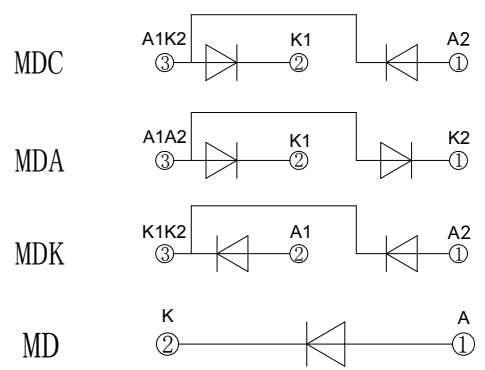 A1K2 K1 A2
MDC ③ ② ①
A1A2 K1 K2
MDA ③ ② ①
K1K2 A1 A2
MDK ③ ② ①
K A
MD ② ①